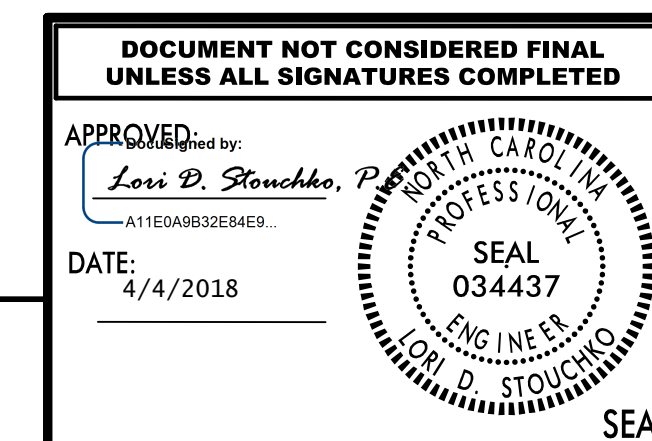 DOCUMENT NOT CONSIDERED FINAL
UNLESS ALL SIGNATURES COMPLETED
APPROVED:
DocuSigned by:
Lori D. Stouchko, P.E.
A11E0A9B32E84E9...
DATE:
4/4/2018
NORTH CAROLINA
PROFESSIONAL
SEAL
034437
ENGINEER
LORI D. STOUCHKO